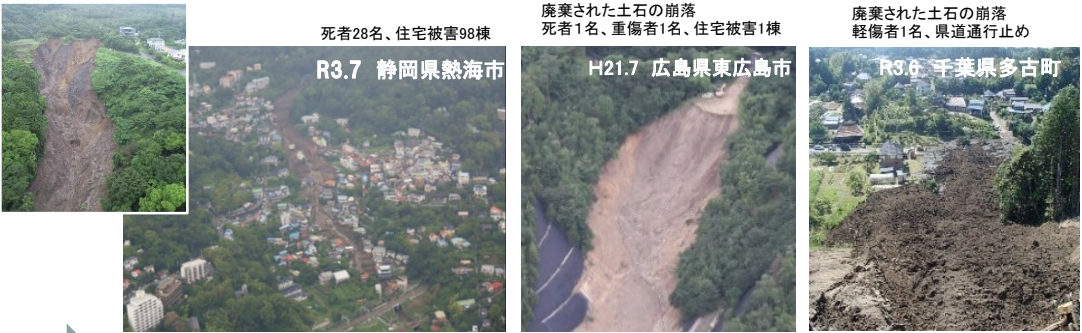 死者28名、住宅被害98棟
R3.7 静岡県熱海市
廃棄された土石の崩落
死者１名、重傷者1名、住宅被害1棟
H21.7 広島県東広島市
廃棄された土石の崩落
軽傷者1名、県道通行止め
R3.6 千葉県多古町